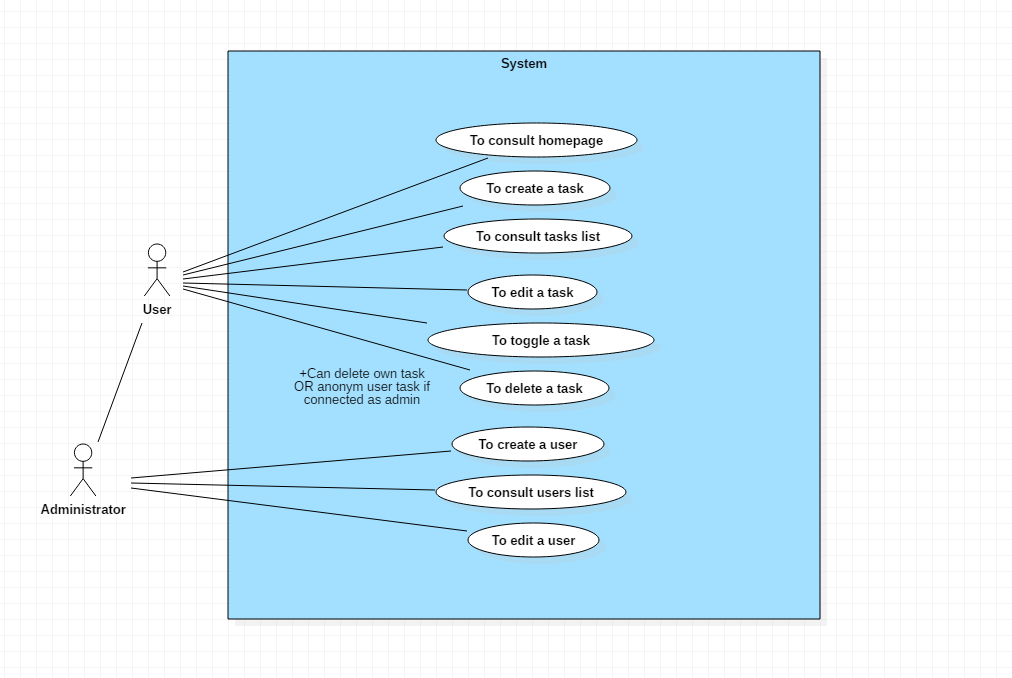 System
To consult homepage
To create a task
To consult tasks list
To edit a task
User
To toggle a task
+Can delete own task
OR anonym user task if
connected as admin
To delete a task
To create a user
To consult users list
Administrator
To edit a user